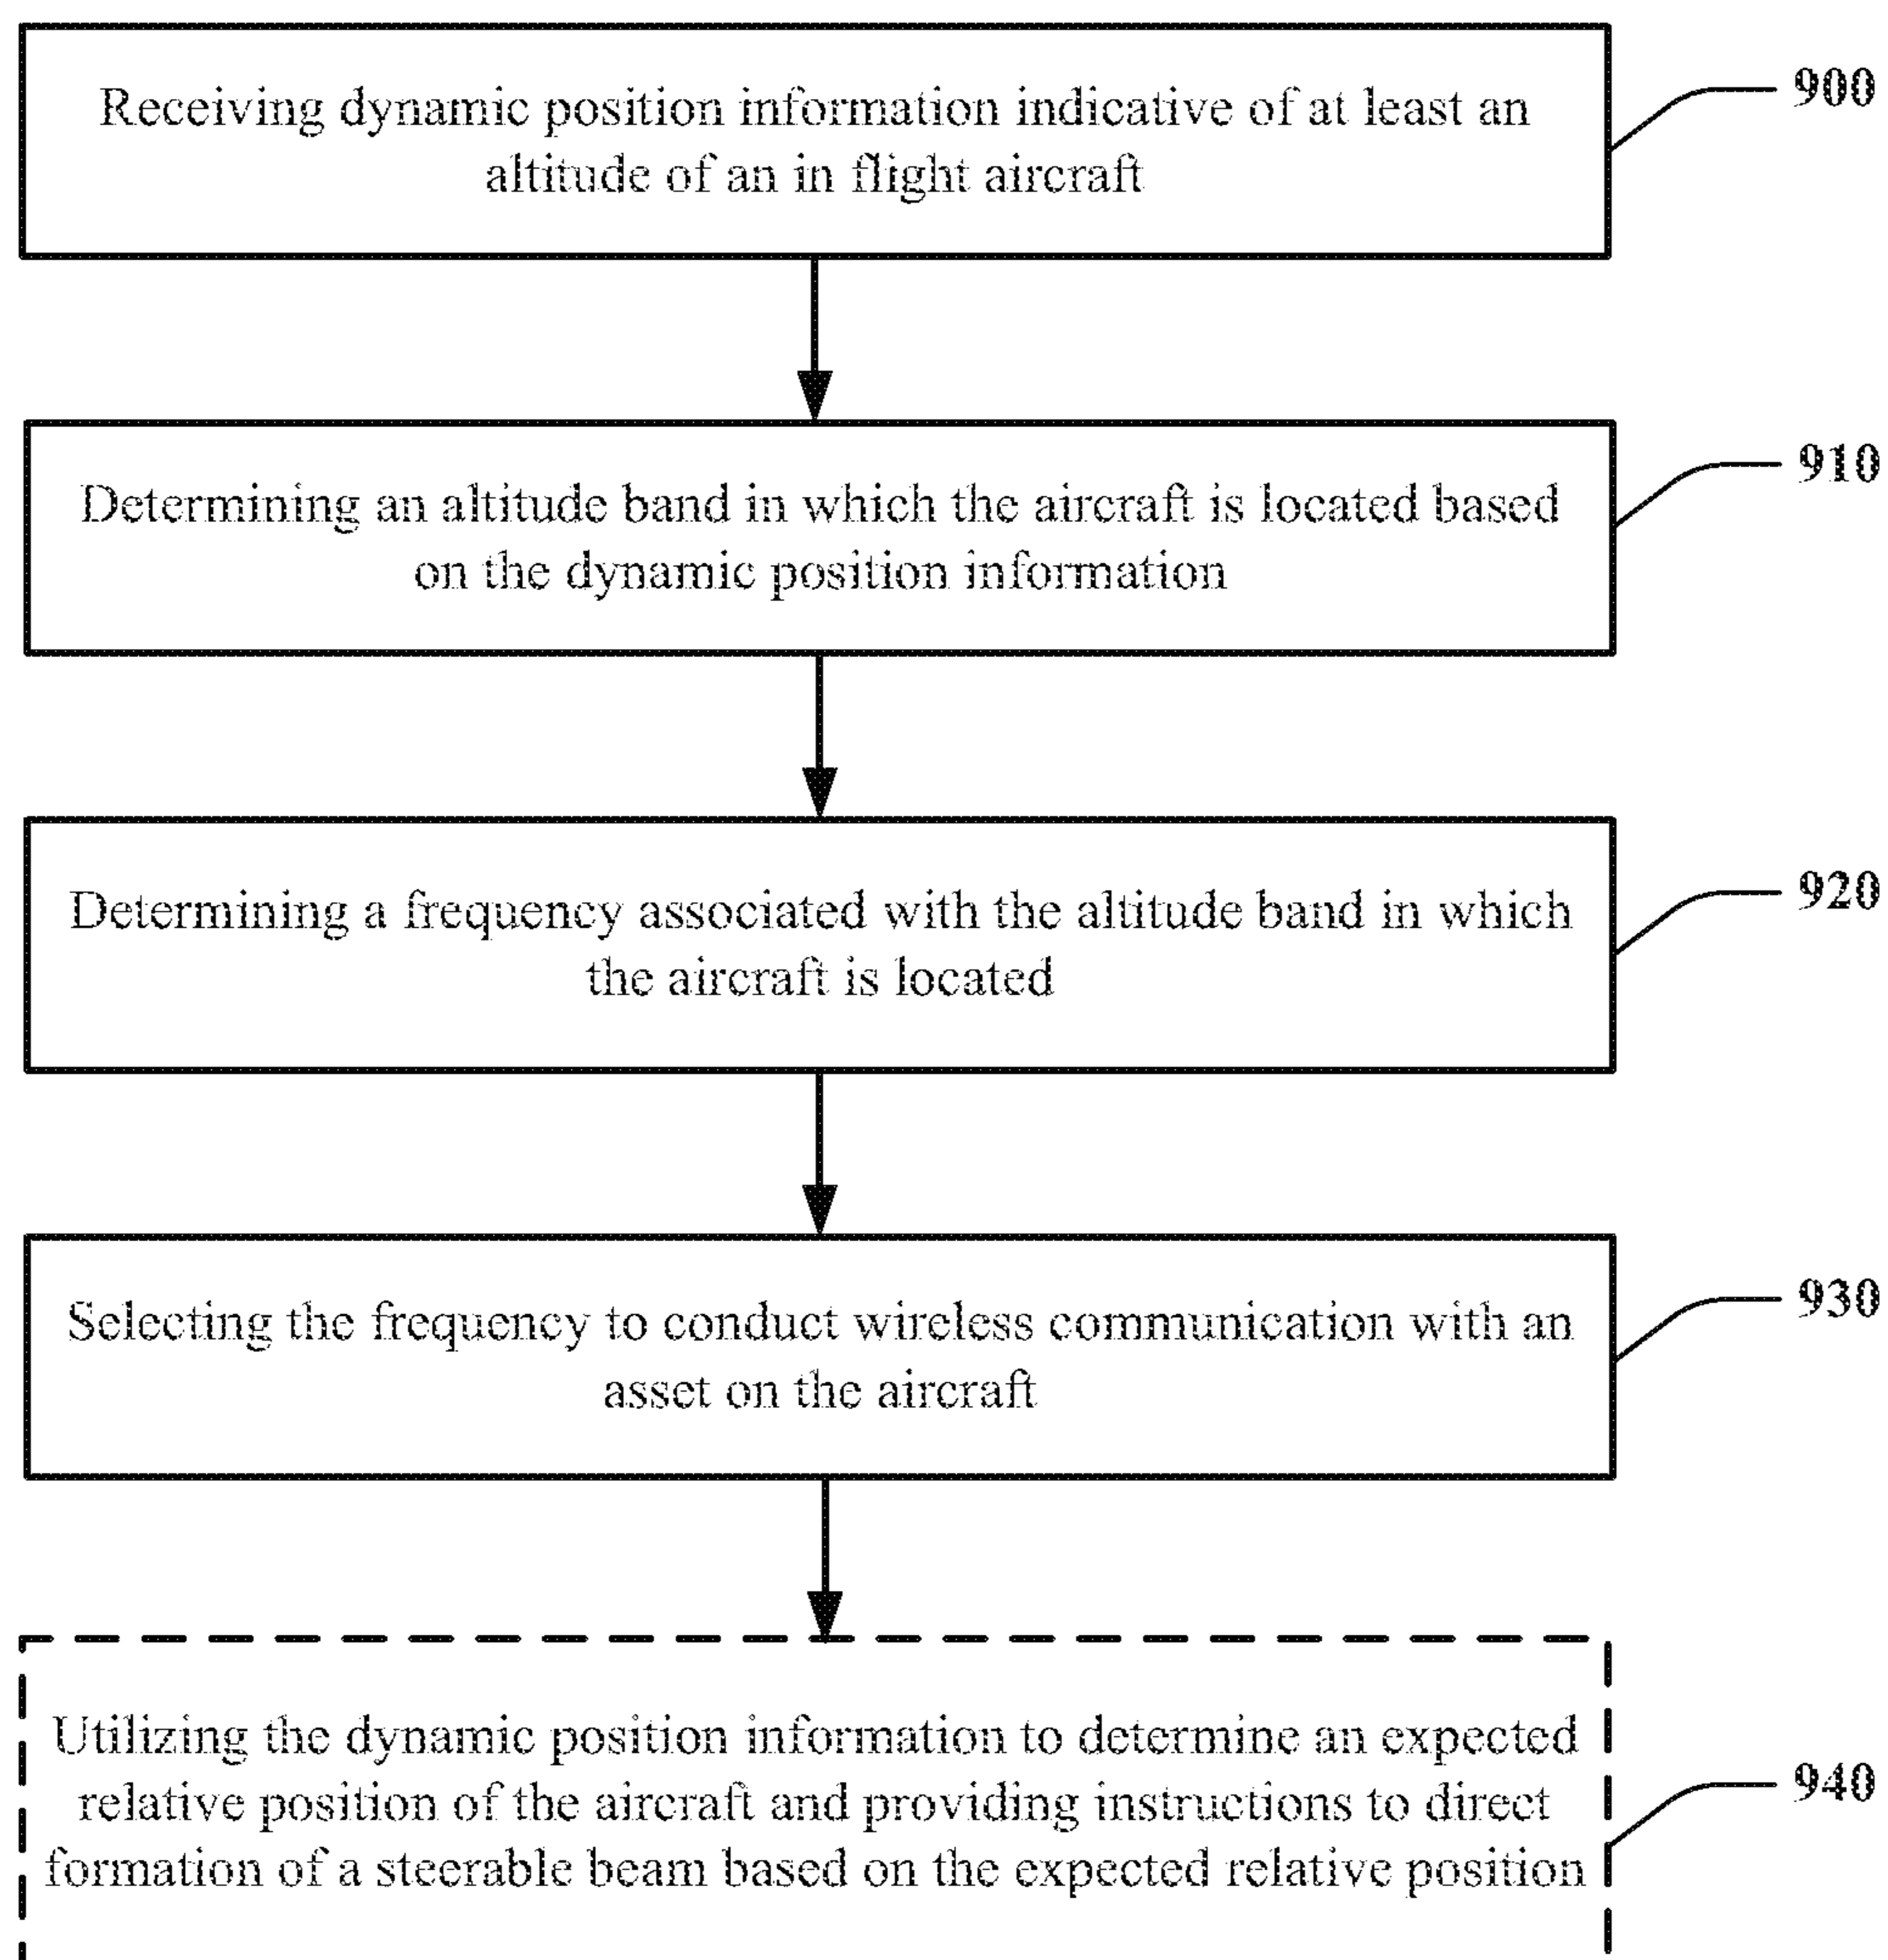 Receiving dynamic position information indicative of at least an
altitude of an in flight aircraft
900
Determining an altitude band in which the aircraft is located based
on the dynamic position information
910
Determining a frequency associated with the altitude band in which
the aircraft is located
920
Selecting the frequency to conduct wireless communication with an
asset on the aircraft
930
Utilizing the dynamic position information to determine an expected
relative position of the aircraft and providing instructions to direct
formation of a steerable beam based on the expected relative position
940